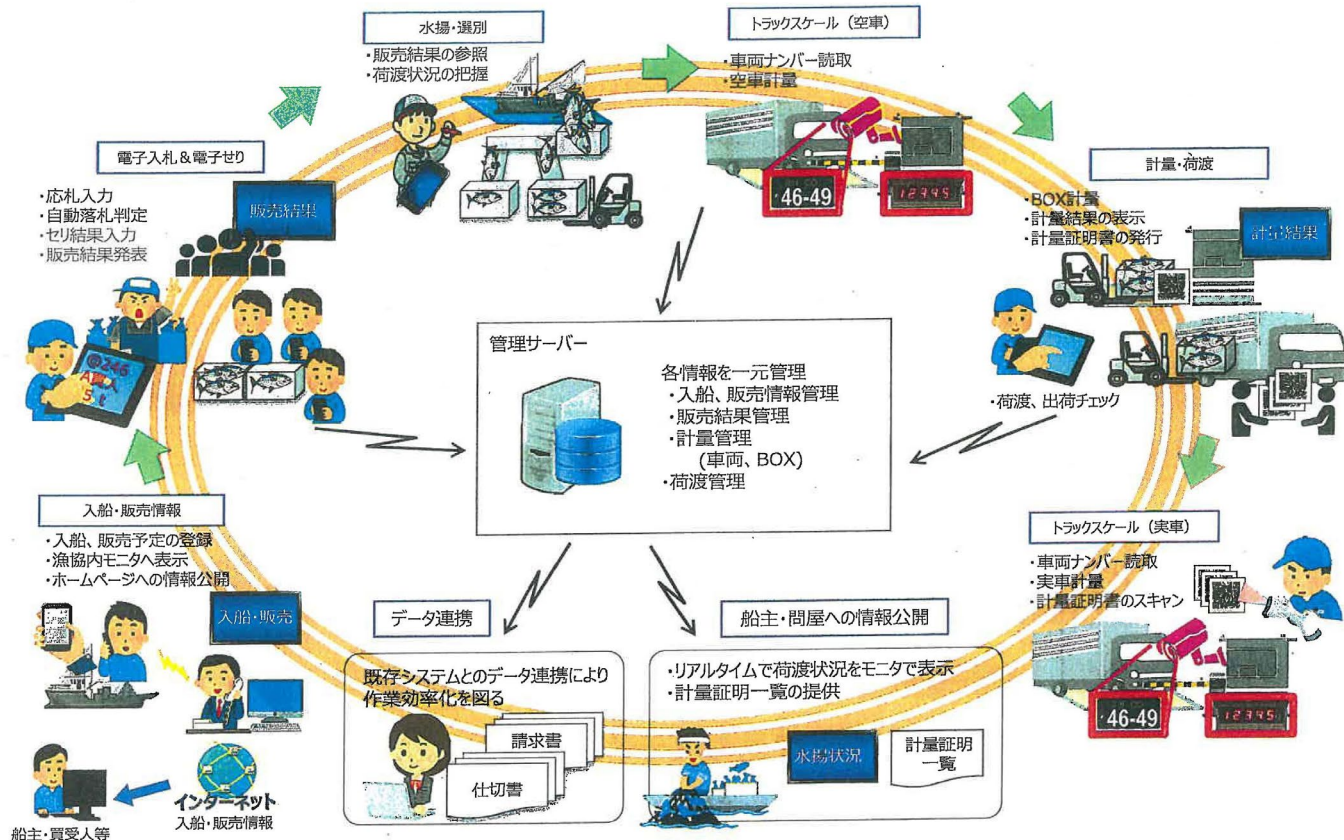 水揚・選別
・販売結果の参照
・荷渡状況の把握
トラックスケール（空車）
・車両ナンバー読取
・空車計量
46-49
12345
電子入札＆電子せり
・応札入力
・自動落札判定
・セリ結果入力
・販売結果発表
販売結果
@246
A買人
5t
計量・荷渡
・BOX計量
・計量結果の表示
・計量証明書の発行
計量結果
・荷渡、出荷チェック
管理サーバー
各情報を一元管理
・入船、販売情報管理
・販売結果管理
・計量管理
(車両、BOX)
・荷渡管理
入船・販売情報
・入船、販売予定の登録
・漁協内モニタへ表示
・ホームページへの情報公開
入船・販売
インターネット
入船・販売情報
船主・買受人等
データ連携
既存システムとのデータ連携により
作業効率化を図る
請求書
仕切書
船主・問屋への情報公開
・リアルタイムで荷渡状況をモニタで表示
・計量証明一覧の提供
水揚状況
計量証明
一覧
トラックスケール（実車）
・車両ナンバー読取
・実車計量
・計量証明書のスキャン
46-49
12345